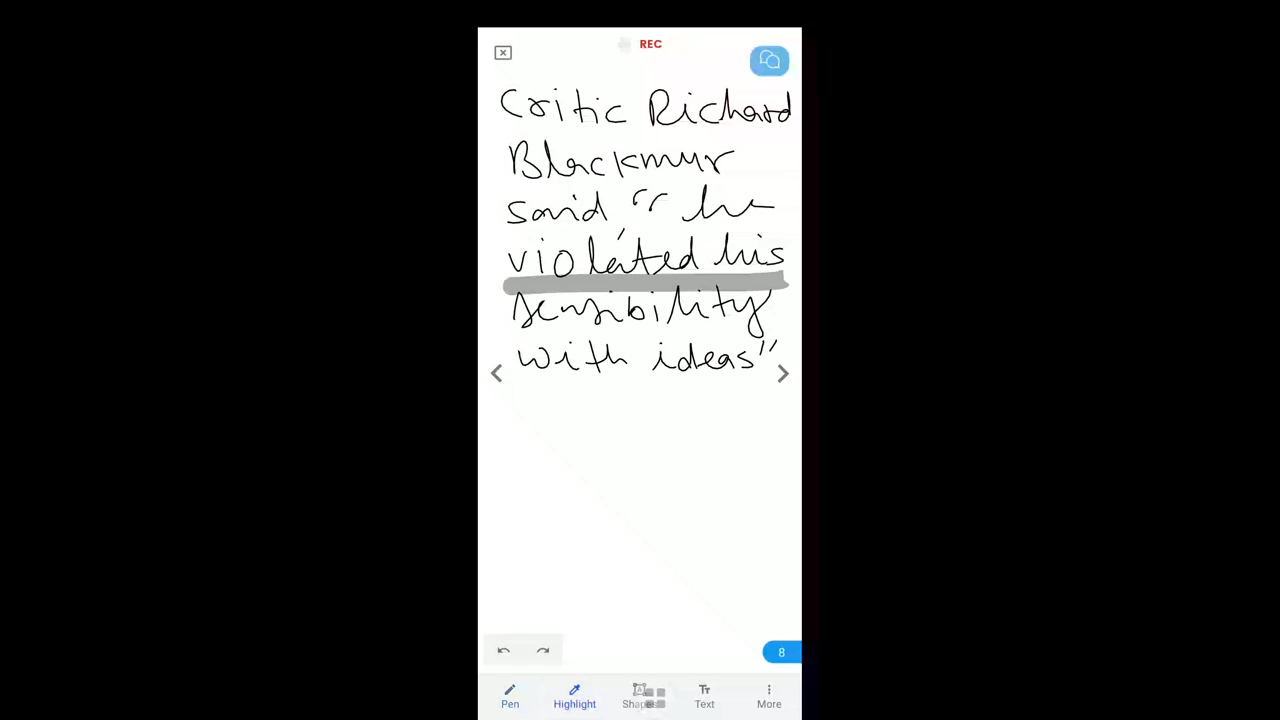 REC
Critic Richard
Blackmur
said “ he
violated his
sensibility
with ideas”
8
Pen
Highlight
Shapes
Text
More